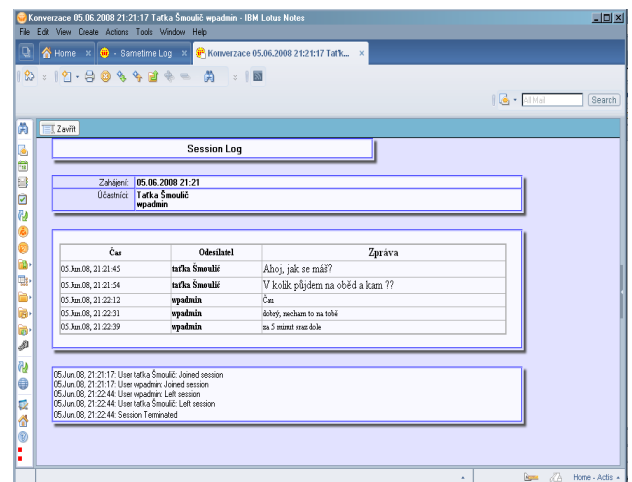 Konverzace 05.06.2008 21:21:17 Taťka Šmoulič wpadmin - IBM Lotus Notes
File Edit View Create Actions Tools Window Help
Home × - Sametime Log × Konverzace 05.06.2008 21:21:17 Taťk... ×
All Mail Search
Zavřít
Session Log
Zahájení: 05.06.2008 21:21
Účastníci: Taťka Šmoulič
wpadmin
Čas Odesílatel Zpráva
05.Jun.08, 21:21:45 taťka Šmoulič Ahoj, jak se máš?
05.Jun.08, 21:21:54 taťka Šmoulič V kolik půjdem na oběd a kam ??
05.Jun.08, 21:22:12 wpadmin Čau
05.Jun.08, 21:22:31 wpadmin dobrý, necham to na tobě
05.Jun.08, 21:22:39 wpadmin za 5 minut sraz dole
05.Jun.08, 21:21:17: User taťka Šmoulič: Joined session
05.Jun.08, 21:21:17: User wpadmin: Joined session
05.Jun.08, 21:22:44: User wpadmin: Left session
05.Jun.08, 21:22:44: User taťka Šmoulič: Left session
05.Jun.08, 21:22:44: Session Terminated
Home - Actis